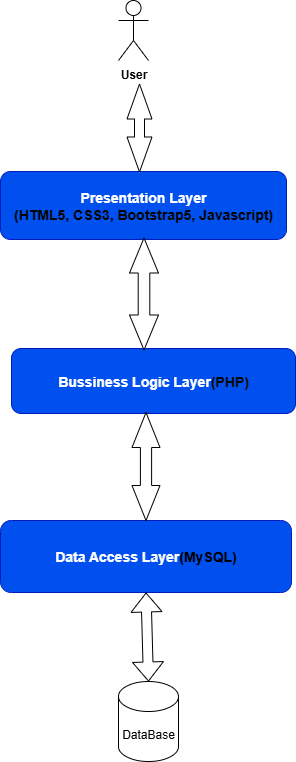 User
Presentation Layer
(HTML5, CSS3, Bootstrap5, Javascript)
Bussiness Logic Layer(PHP)
Data Access Layer(MySQL)
DataBase